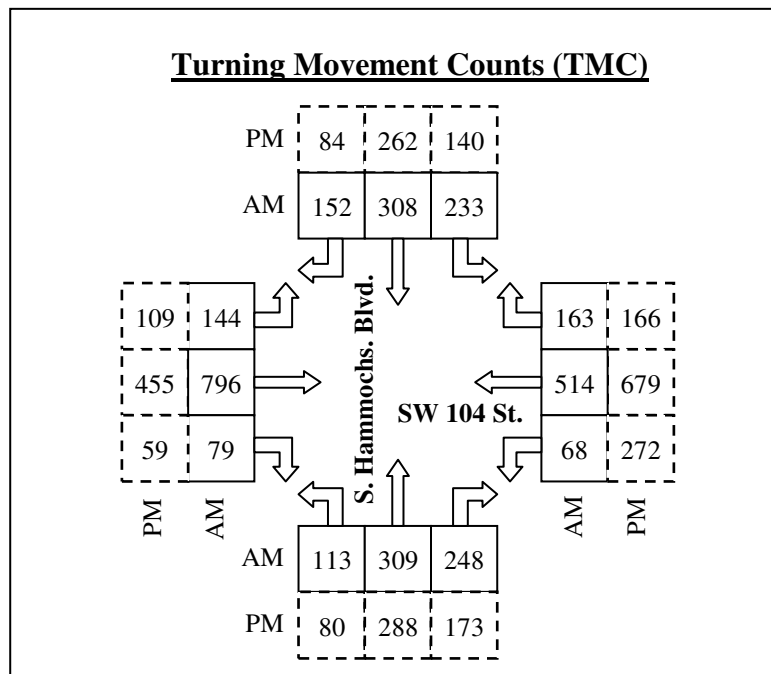 Turning Movement Counts (TMC)
PM 84 262 140
AM 152 308 233
S. Hammochs. Blvd.
109 144 163 166
455 796 514 679
SW 104 St.
59 79 68 272
PM AM AM PM
AM 113 309 248
PM 80 288 173